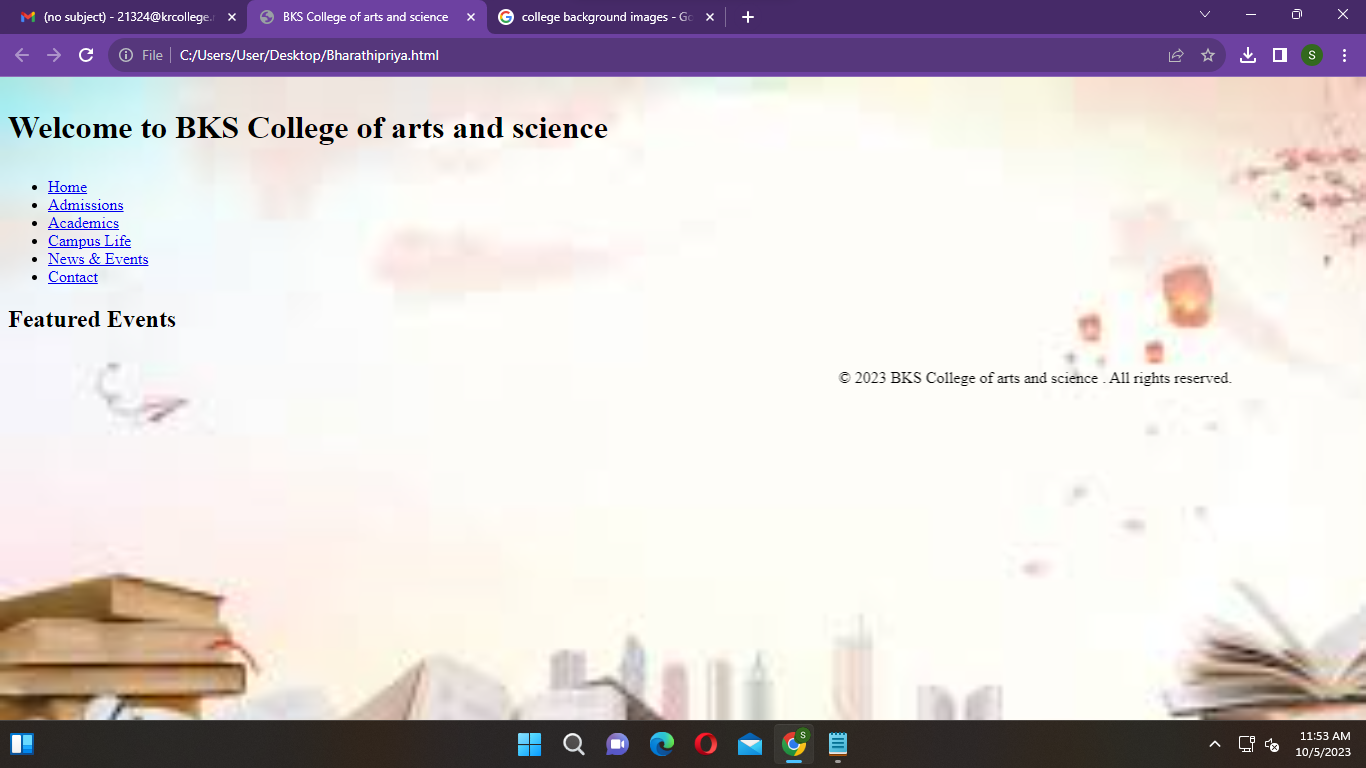 (no subject) - 21324@krcollege.
BKS College of arts and science
college background images - Go
File
C:/Users/User/Desktop/Bharathipriya.html
S
Welcome to BKS College of arts and science
Home
Admissions
Academics
Campus Life
News & Events
Contact
Featured Events
© 2023 BKS College of arts and science . All rights reserved.
S
11:53 AM
10/5/2023